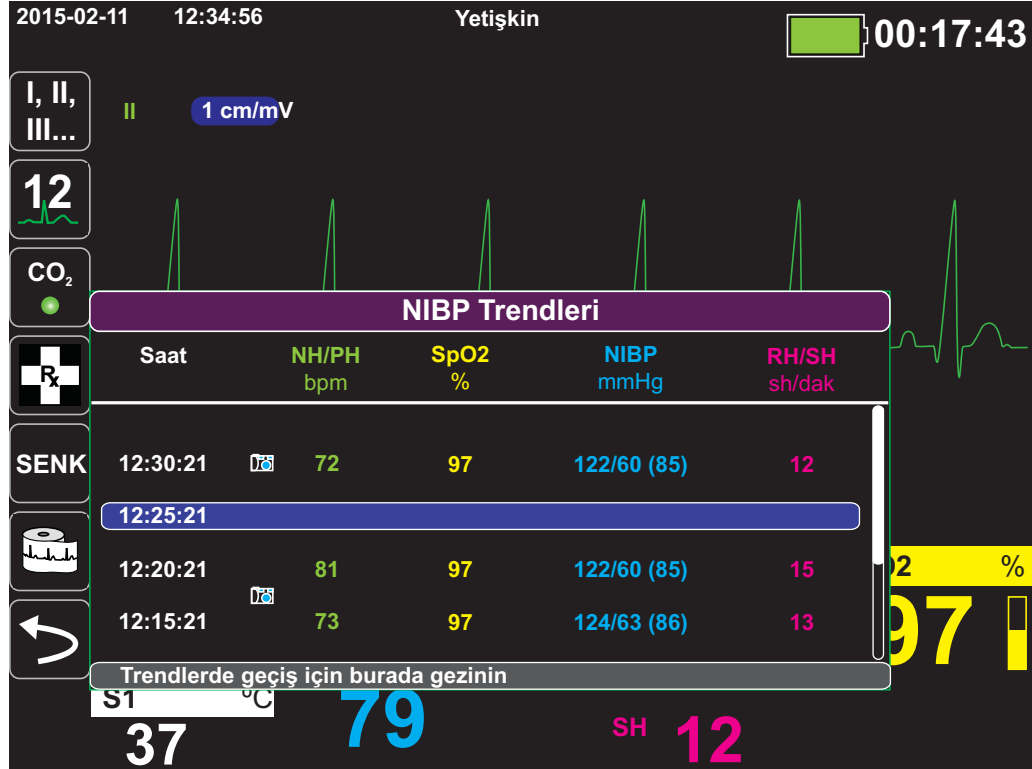 2015-02-11 12:34:56 Yetişkin 00:17:43
I, II,
III...
II 1 cm/mV
12
CO₂
NIBP Trendleri
Saat NH/PH SpO2 NIBP RH/SH
bpm % mmHg sh/dak
Rx
SENK
12:30:21 72 97 122/60 (85) 12
12:25:21
12:20:21 81 97 122/60 (85) 15
12:15:21 73 97 124/63 (86) 13
Trendlerde geçiş için burada gezinin
O2 %
97
S1 ºC
37
79
SH 12